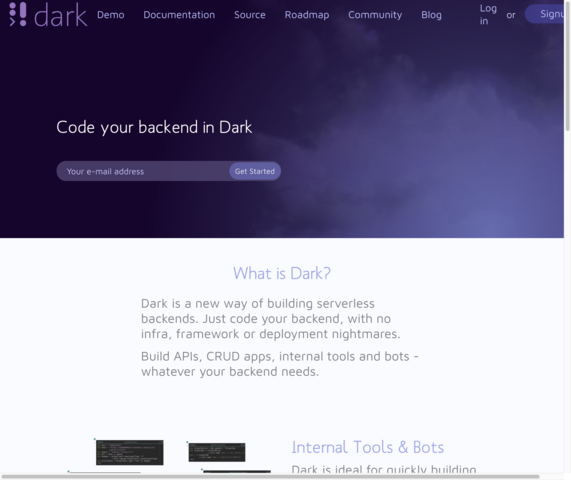 dark Demo Documentation Source Roadmap Community Blog Log in or Signu
Code your backend in Dark
Your e-mail address Get Started
What is Dark?
Dark is a new way of building serverless
backends. Just code your backend, with no
infra, framework or deployment nightmares.
Build APIs, CRUD apps, internal tools and bots -
whatever your backend needs.
Internal Tools & Bots
Dark is ideal for quickly building